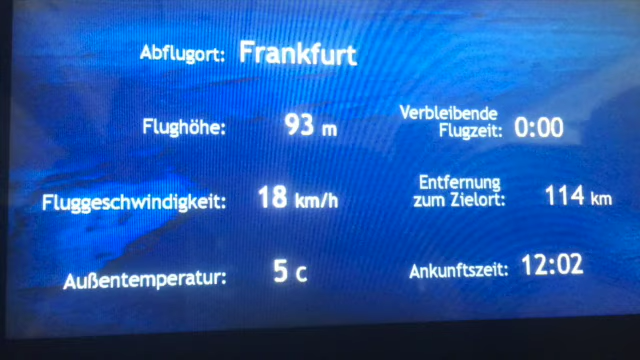 Abflugort: Frankfurt
Flughöhe: 93 m
Verbleibende
Flugzeit: 0:00
Fluggeschwindigkeit: 18 km/h
Entfernung
zum Zielort: 114 km
Außentemperatur: 5 C
Ankunftszeit: 12:02